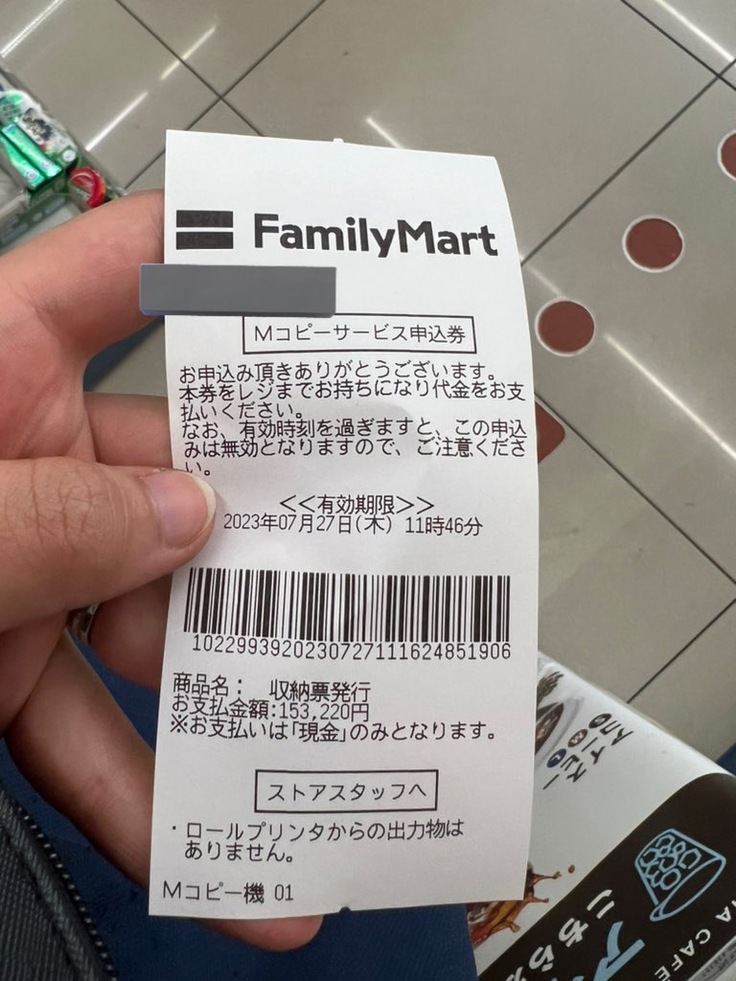 FamilyMart
Mコピーサービス申込券
お申込み頂きありがとうございます。
本券をレジまでお持ちになり代金をお支
払いください。
なお、有効時刻を過ぎますと、この申込
みは無効となりますので、ご注意くださ
い。
<<有効期限>>
2023年07月27日(木) 11時46分
1022993920230727111624851906
商品名： 収納票発行
お支払金額:153,220円
※お支払いは「現金」のみとなります。
ストアスタッフへ
・ロールプリンタからの出力物は
ありません。
Mコピー機 01
こちら
CAFE